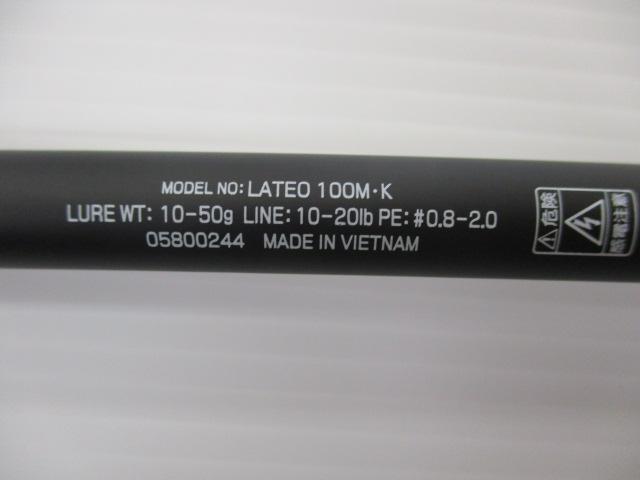 MODEL NO: LATEO 100M・K
LURE WT: 10-50g LINE: 10-20lb PE: #0.8-2.0
05800244 MADE IN VIETNAM
危険
感電注意